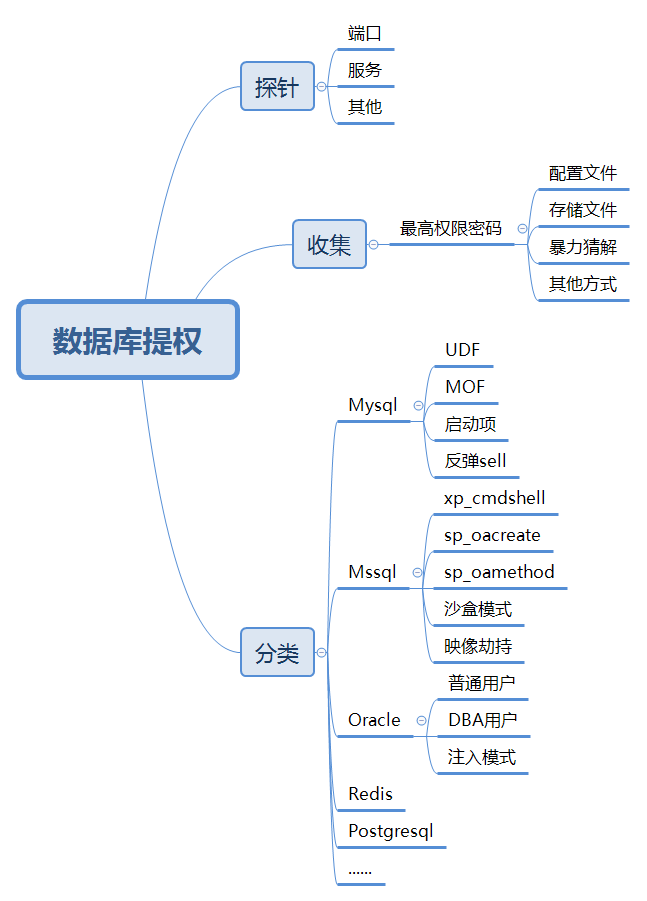 数据库提权
探针
端口
服务
其他
收集
最高权限密码
配置文件
存储文件
暴力猜解
其他方式
分类
Mysql
UDF
MOF
启动项
反弹sell
Mssql
xp_cmdshell
sp_oacreate
sp_oamethod
沙盒模式
映像劫持
Oracle
普通用户
DBA用户
注入模式
Redis
Postgresql
......